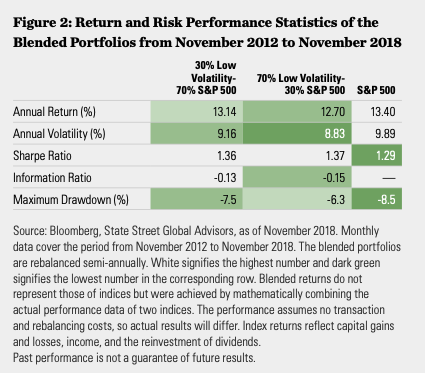 Figure 2: Return and Risk Performance Statistics of the
Blended Portfolios from November 2012 to November 2018
30% Low
Volatility-
70% S&P 500
70% Low Volatility-
30% S&P 500
S&P 500
Annual Return (%) 13.14 12.70 13.40
Annual Volatility (%) 9.16 8.83 9.89
Sharpe Ratio 1.36 1.37 1.29
Information Ratio -0.13 -0.15 —
Maximum Drawdown (%) -7.5 -6.3 -8.5
Source: Bloomberg, State Street Global Advisors, as of November 2018. Monthly
data cover the period from November 2012 to November 2018. The blended portfolios
are rebalanced semi-annually. White signifies the highest number and dark green
signifies the lowest number in the corresponding row. Blended returns do not
represent those of indices but were achieved by mathematically combining the
actual performance data of two indices. The performance assumes no transaction
and rebalancing costs, so actual results will differ. Index returns reflect capital gains
and losses, income, and the reinvestment of dividends.
Past performance is not a guarantee of future results.